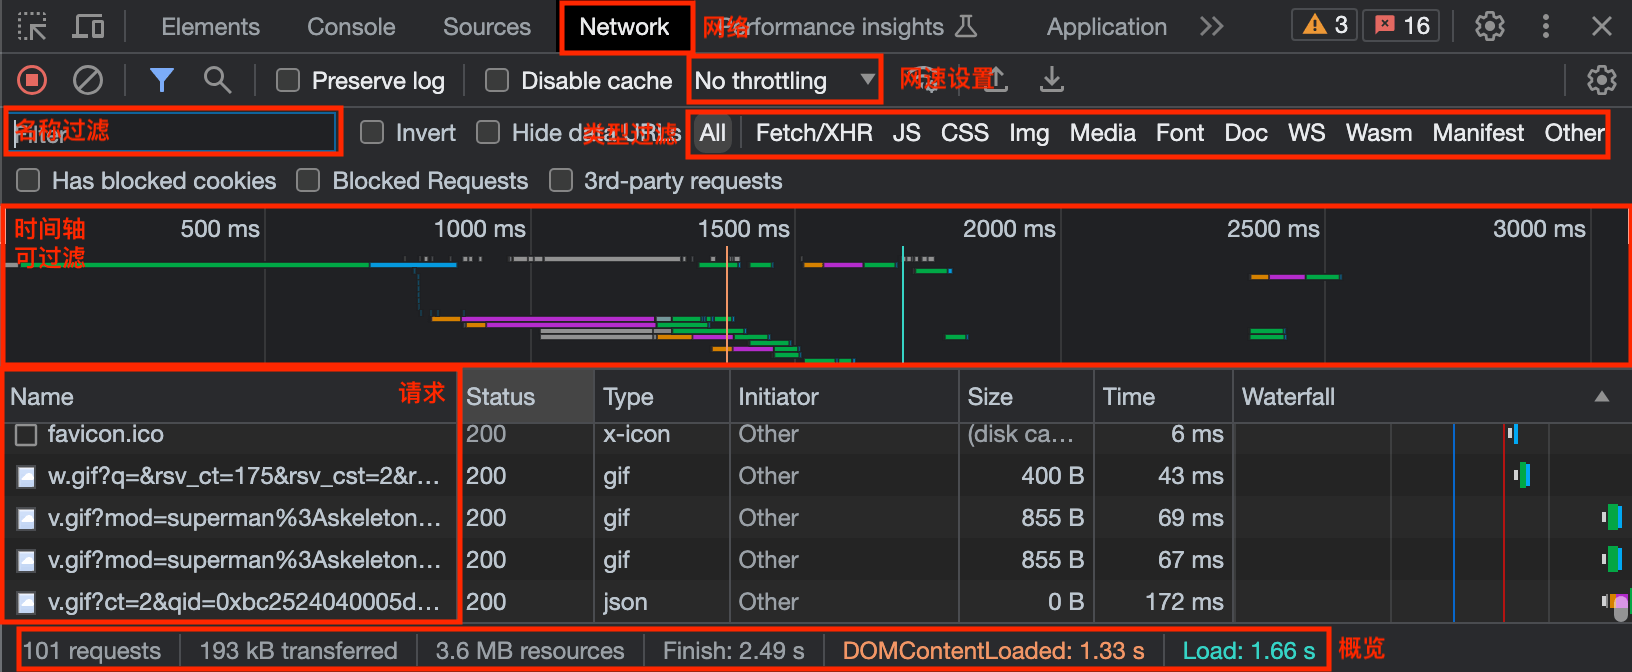 Elements Console Sources Network 网络 Performance insights Application 3 16
Preserve log Disable cache No throttling 网速设置
Filter 名称过滤 Invert Hide data URLs 类型过滤 All Fetch/XHR JS CSS Img Media Font Doc WS Wasm Manifest Other
Has blocked cookies Blocked Requests 3rd-party requests
时间轴 500 ms 1000 ms 1500 ms 2000 ms 2500 ms 3000 ms
可过滤
Name 请求 Status Type Initiator Size Time Waterfall
favicon.ico 200 x-icon Other (disk ca... 6 ms
w.gif?q=&rsv_ct=175&rsv_cst=2&r... 200 gif Other 400 B 43 ms
v.gif?mod=superman%3Askeleton... 200 gif Other 855 B 69 ms
v.gif?mod=superman%3Askeleton... 200 gif Other 855 B 67 ms
v.gif?ct=2&qid=0xbc2524040005d... 200 json Other 0 B 172 ms
101 requests 193 kB transferred 3.6 MB resources Finish: 2.49 s DOMContentLoaded: 1.33 s Load: 1.66 s 概览